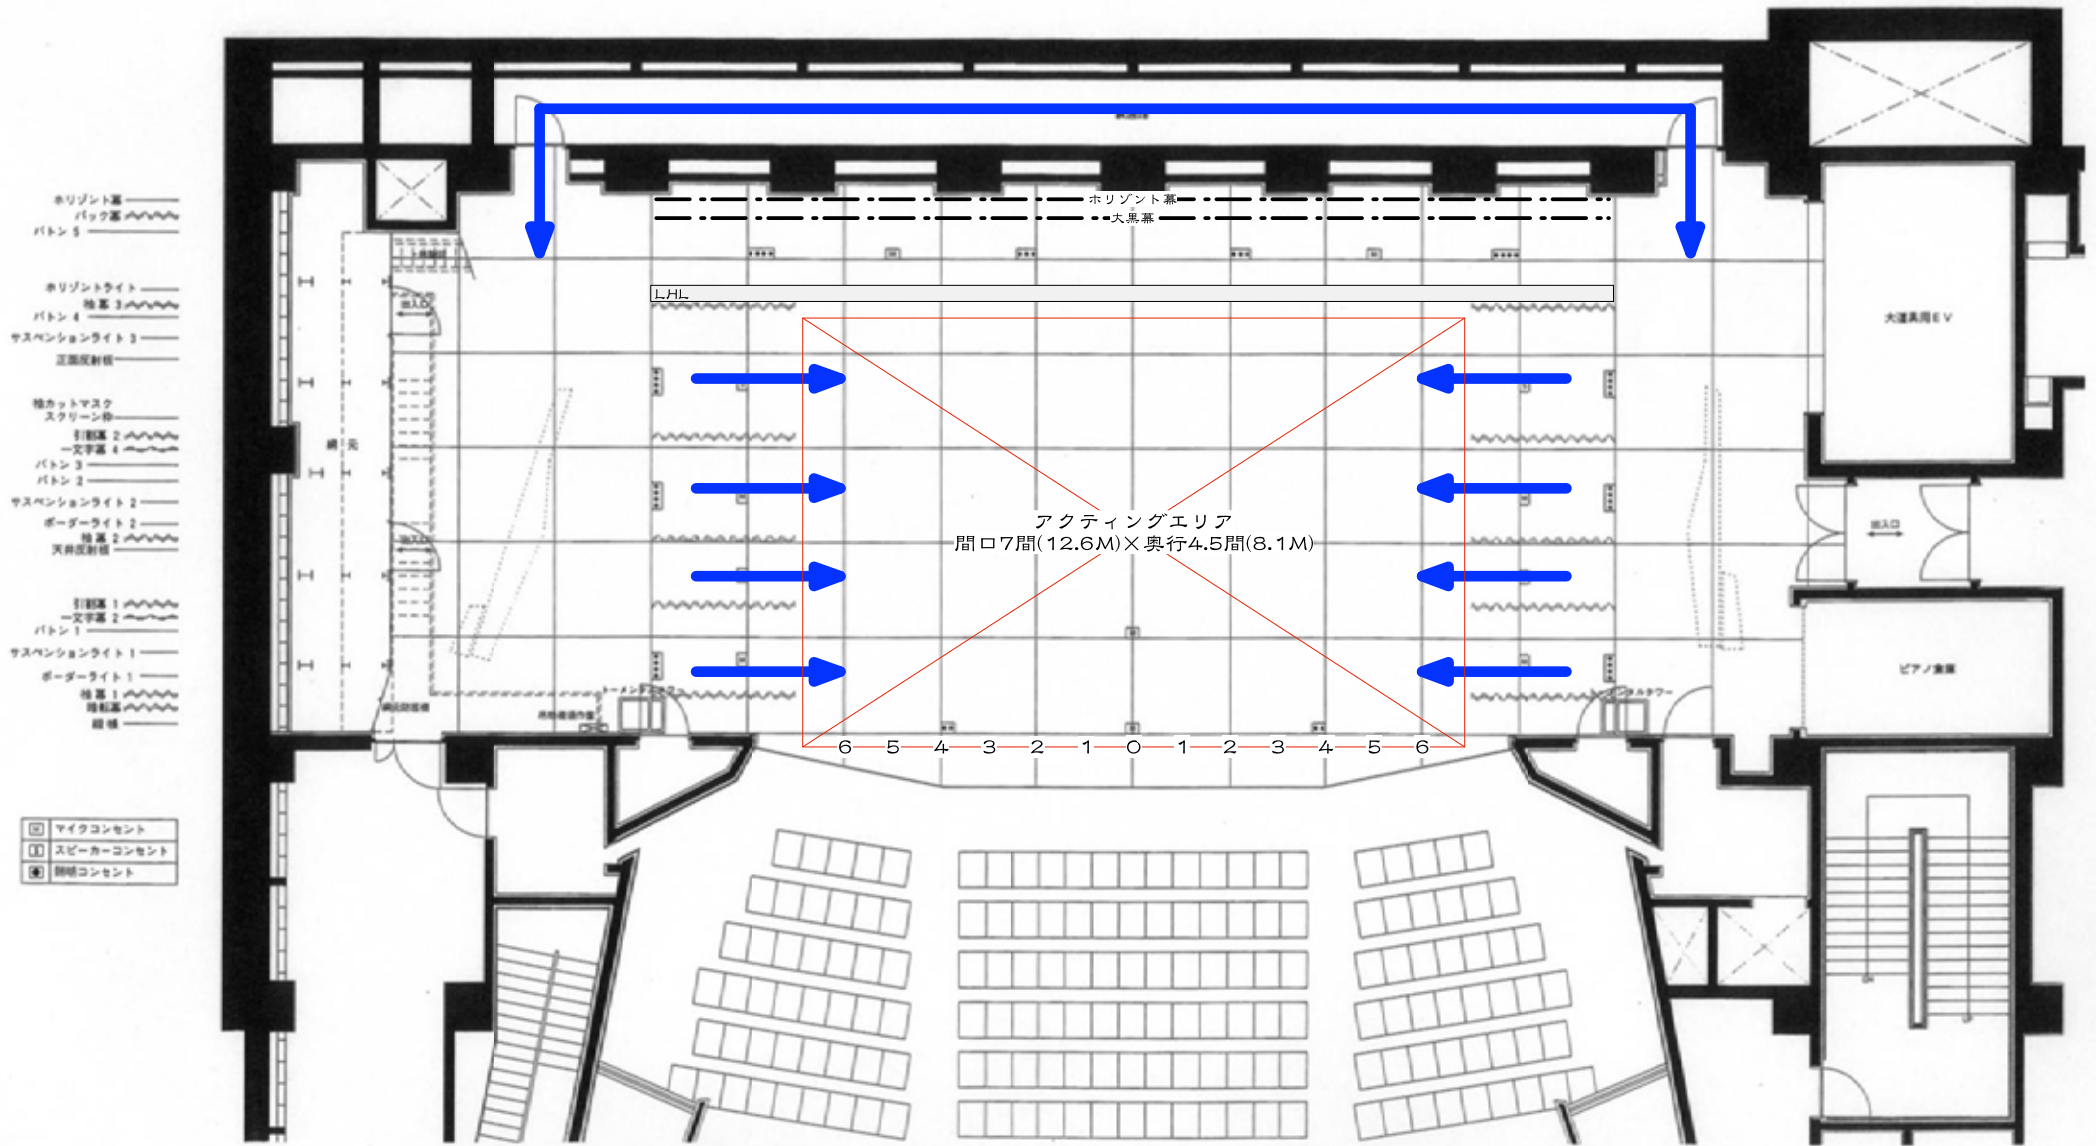 ホリゾント幕
バック幕
バトン 5
ホリゾントライト
袖幕 3
バトン 4
サスペンションライト 3
正面反射板
袖カットマスク
スクリーン枠
引割幕 2
一文字幕 4
バトン 3
バトン 2
サスペンションライト 2
ボーダーライト 2
袖幕 2
天井反射板
引割幕 1
一文字幕 2
バトン 1
サスペンションライト 1
ボーダーライト 1
袖幕 1
暗転幕
緞帳
マイクコンセント
スピーカーコンセント
照明コンセント
ホリゾント幕
大黒幕
LHL
出入口
綱元
出入口
アクティングエリア
間口7間(12.6M)×奥行4.5間(8.1M)
6 5 4 3 2 1 0 1 2 3 4 5 6
大道具用EV
出入口
ピアノ倉庫